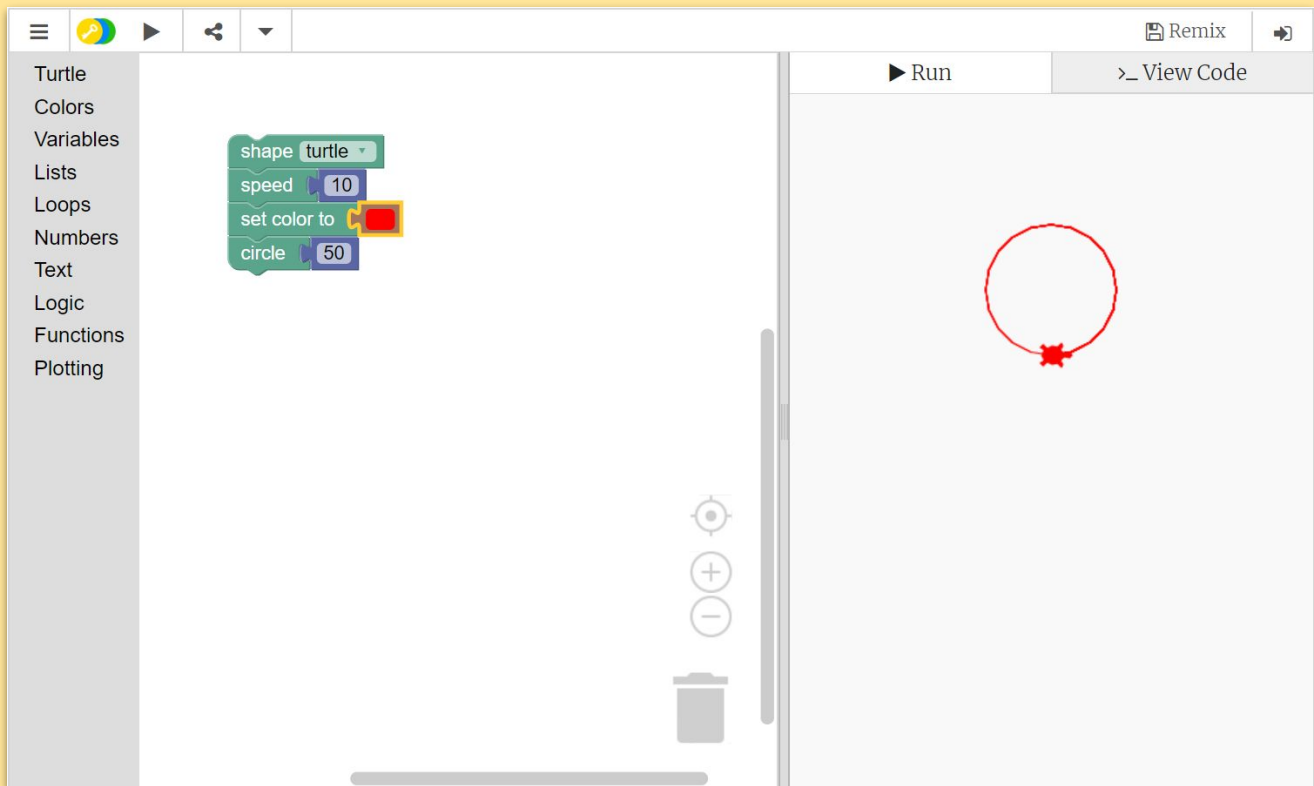 Remix
Run
>_ View Code
Turtle
Colors
Variables
Lists
Loops
Numbers
Text
Logic
Functions
Plotting
shape turtle
speed 10
set color to
circle 50